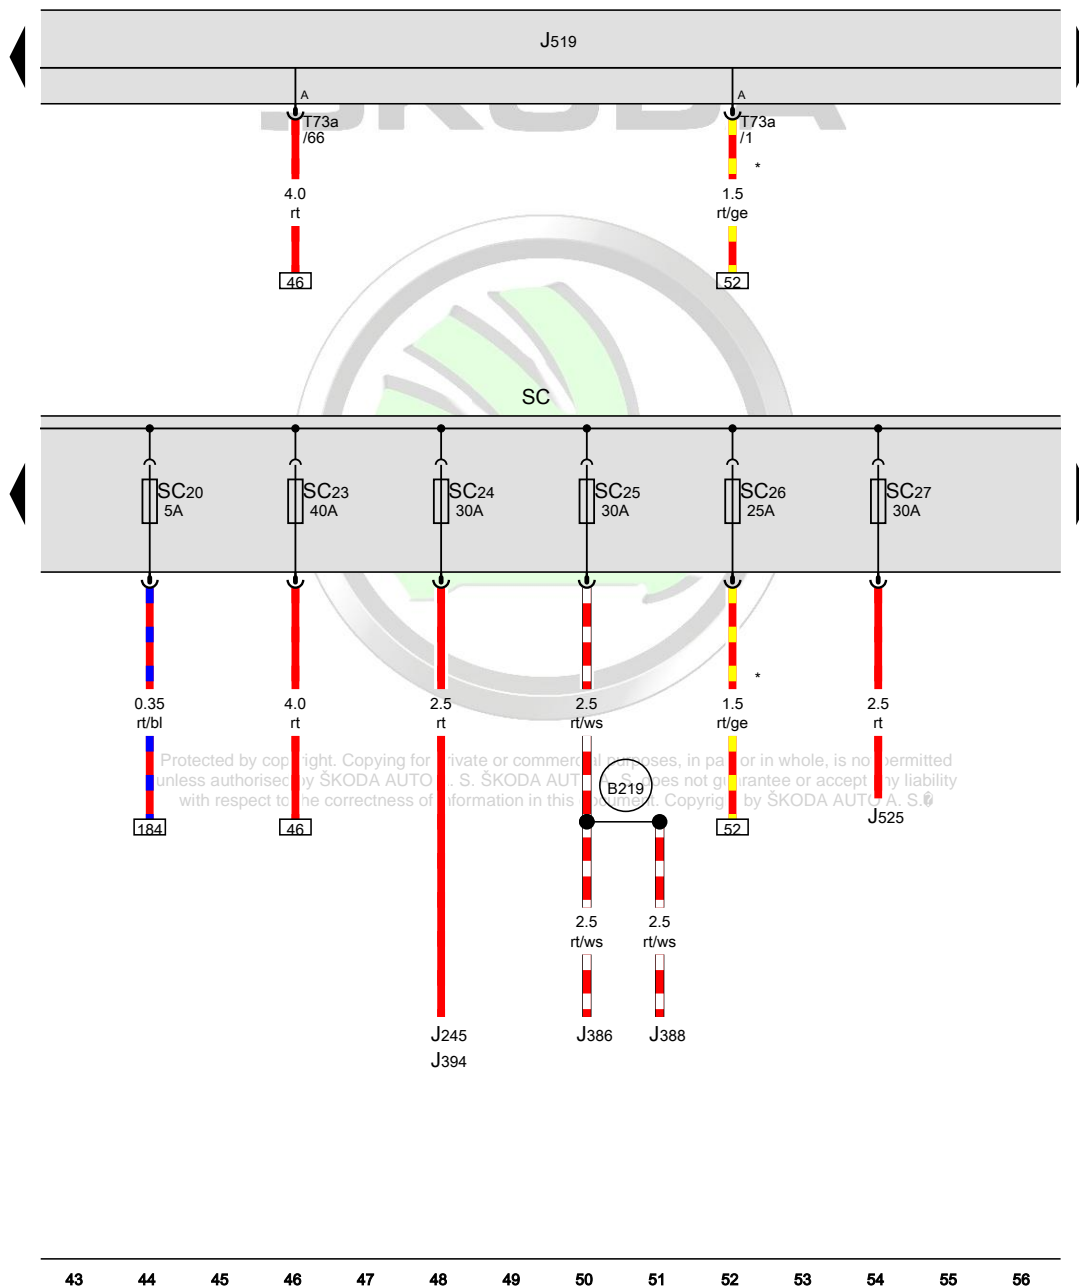 J519
A A
ŠKODA
T73a T73a
/66 /1
*
4.0 1.5
rt rt/ge
46 52
SC
SC20 SC23 SC24 SC25 SC26 SC27
5A 40A 30A 30A 25A 30A
*
0.35 4.0 2.5 2.5 1.5 2.5
rt/bl rt rt rt/ws rt/ge rt
Protected by copyright. Copying for private or commercial purposes, in part or in whole, is not permitted
unless authorised by ŠKODA AUTO A. S. ŠKODA AUTO A. S. does not guarantee or accept any liability
B219
with respect to the correctness of information in this document. Copyright by ŠKODA AUTO A. S.�
J525
184 46 52
2.5 2.5
rt/ws rt/ws
J245 J386 J388
J394
43 44 45 46 47 48 49 50 51 52 53 54 55 56